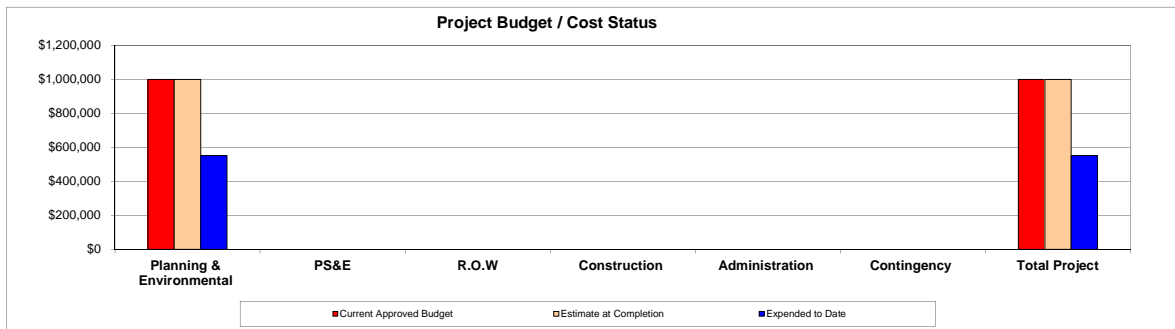 Project Budget / Cost Status
$1,200,000
$1,000,000
$800,000
$600,000
$400,000
$200,000
$0
Planning &
Environmental
PS&E
R.O.W
Construction
Administration
Contingency
Total Project
Current Approved Budget
Estimate at Completion
Expended to Date